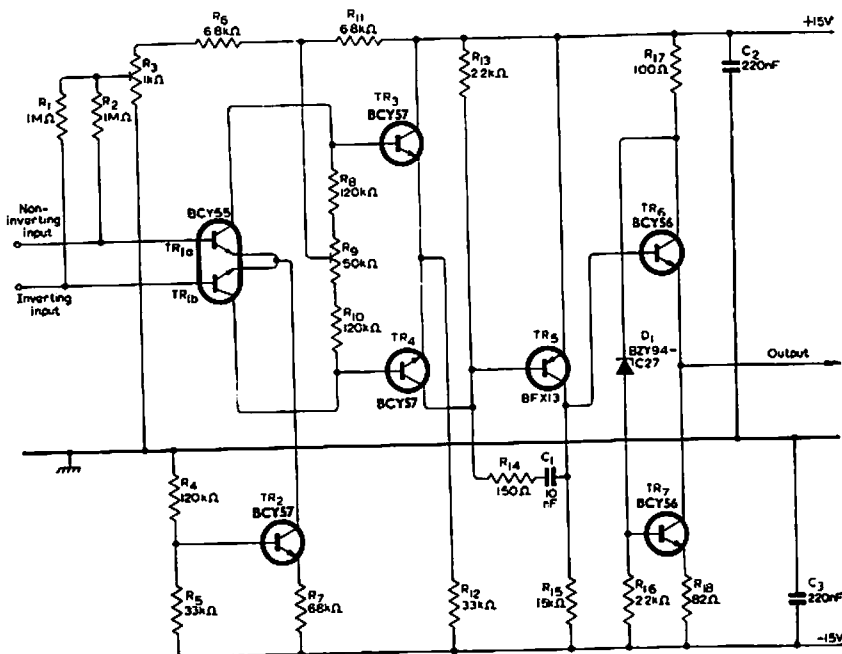 R6
68kΩ
R11
68kΩ
+15V
R3
1kΩ
R1
1MΩ
R2
1MΩ
TR3
BCY57
R13
22kΩ
R17
100Ω
C2
220nF
R8
120kΩ
BCY55
Non-
inverting
input
TR1a
TR1b
Inverting
input
R9
50kΩ
R10
120kΩ
TR6
BCY56
TR4
BCY57
TR5
BFX13
D1
BZY94-
C27
Output
R4
120kΩ
TR2
BCY57
R14
150Ω
C1
10
nF
TR7
BCY56
R5
33kΩ
R7
68kΩ
R12
33kΩ
R15
15kΩ
R16
22kΩ
R18
82Ω
C3
220nF
-15V